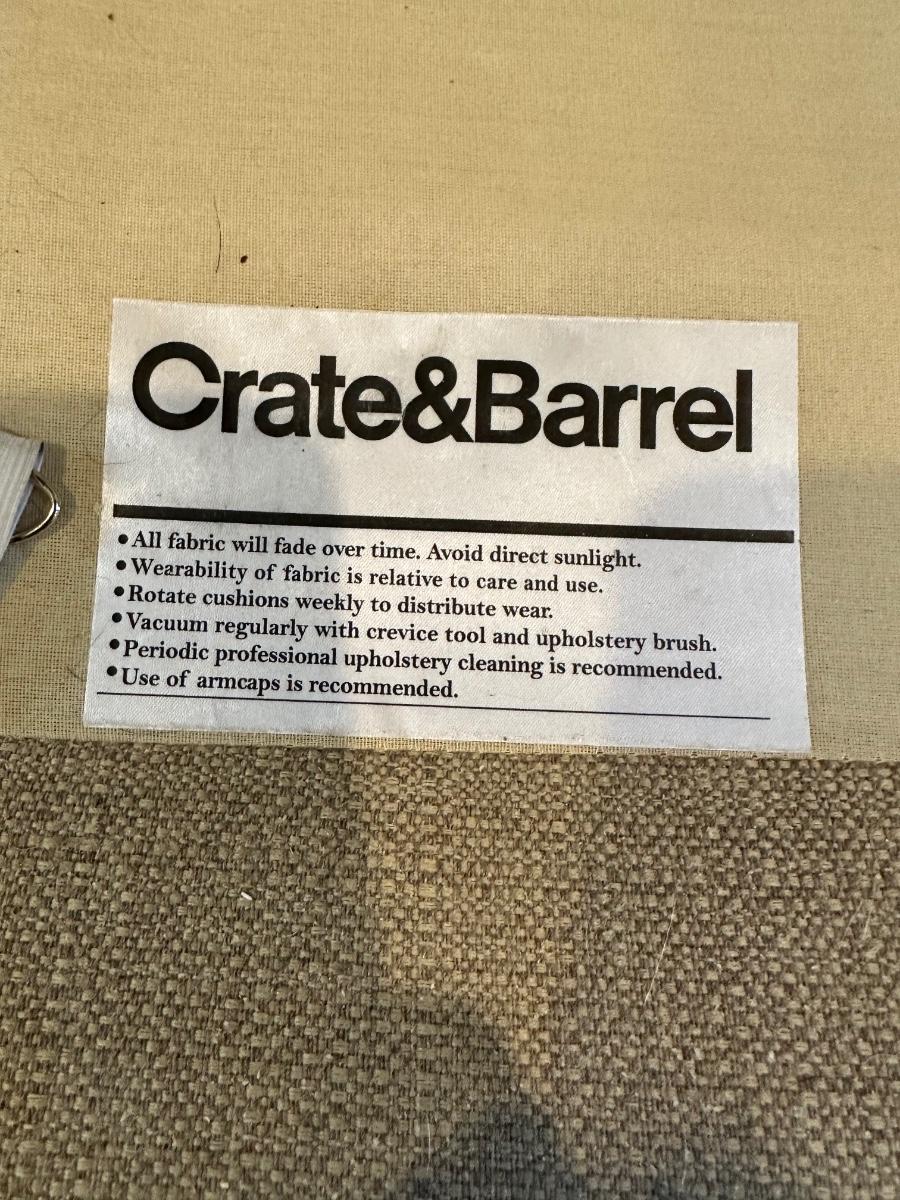 Crate&Barrel
•All fabric will fade over time. Avoid direct sunlight.
•Wearability of fabric is relative to care and use.
•Rotate cushions weekly to distribute wear.
•Vacuum regularly with crevice tool and upholstery brush.
•Periodic professional upholstery cleaning is recommended.
•Use of armcaps is recommended.